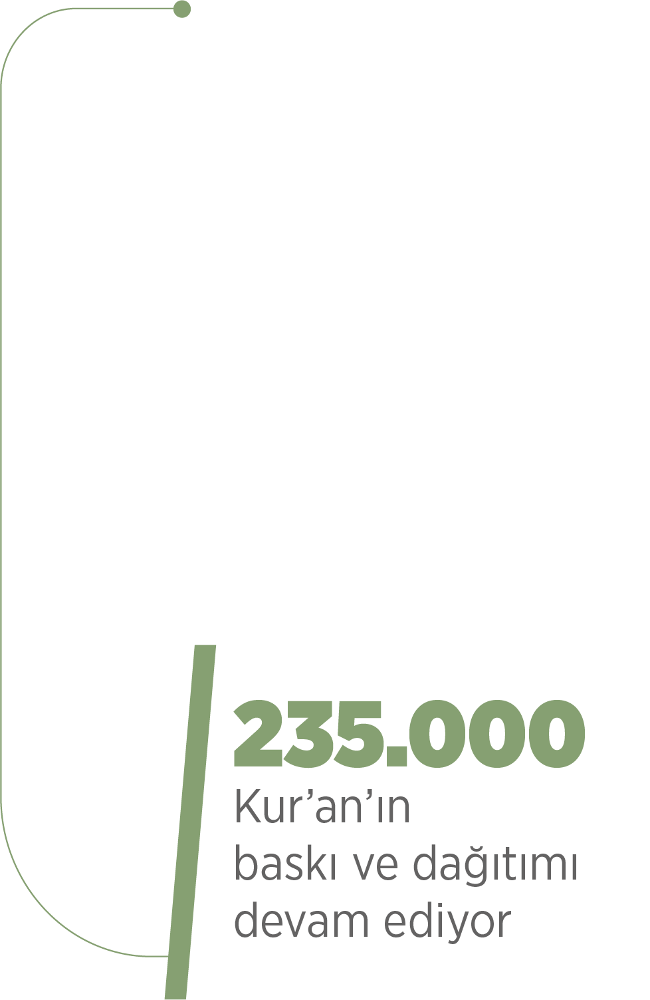 235.000
Kur’an’ın
baskı ve dağıtımı
devam ediyor